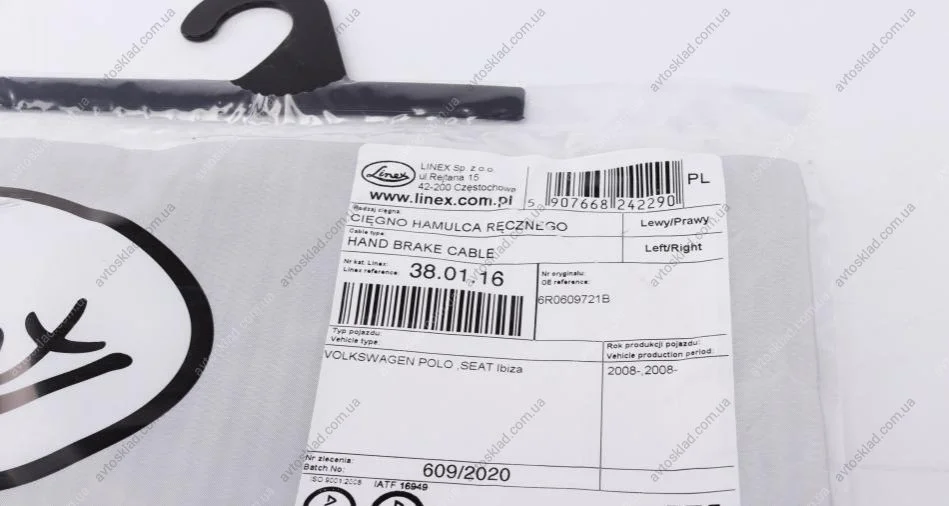 Linex
LINEX Sp. z o.o.
ul Rejtana 15
42-200 Częstochowa
www.linex.com.pl
5 907668 242290
PL
Rodzaj cięgna:
CIĘGNO HAMULCA RĘCZNEGO
Lewy/Prawy
Cable type:
HAND BRAKE CABLE
Left/Right
Nr kat. Linex:
Linex reference:
38.01.16
Nr oryginału:
OE reference:
6R0609721B
Typ pojazdu:
Vehicle type:
VOLKSWAGEN POLO ,SEAT Ibiza
Rok produkcji pojazdu:
Vehicle production period:
2008-,2008-
Nr zlecenia:
Batch No:
609/2020
ISO 9001:2008 IATF 16949
avtosklad.com.ua